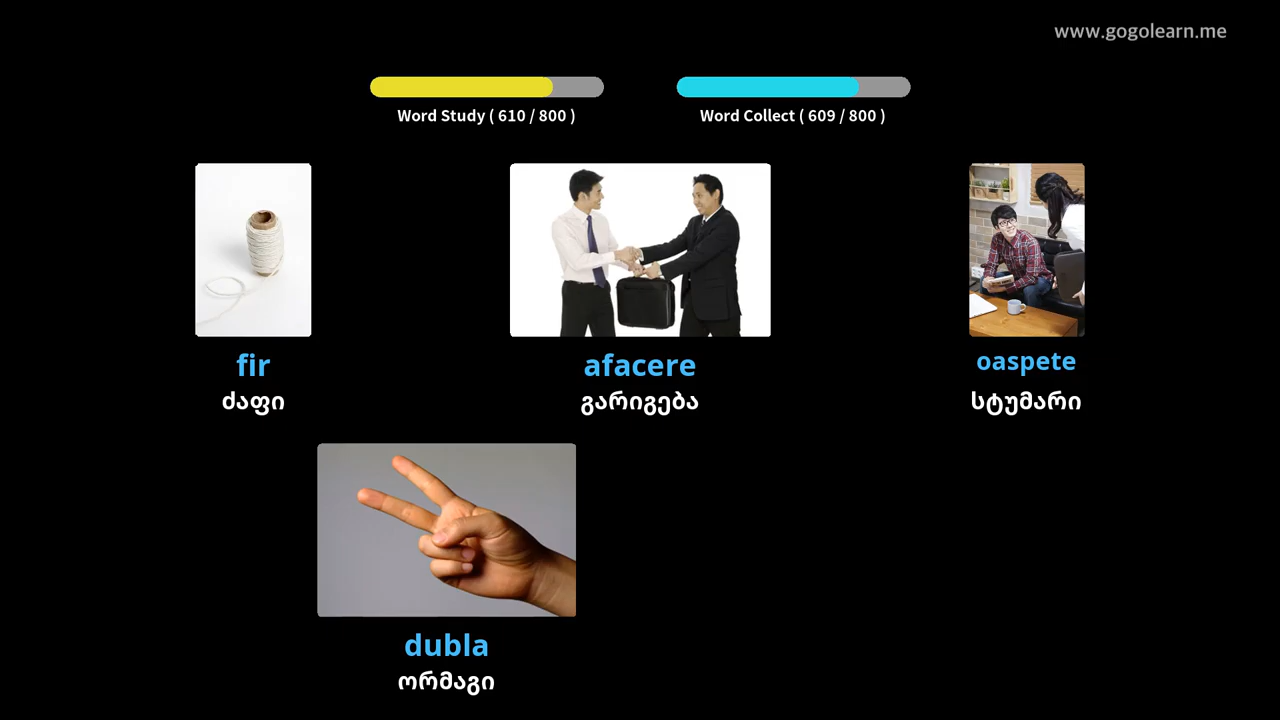 www.gogolearn.me
Word Study ( 610 / 800 )
Word Collect ( 609 / 800 )
fir
ძაფი
afacere
გარიგება
oaspete
სტუმარი
dubla
ორმაგი